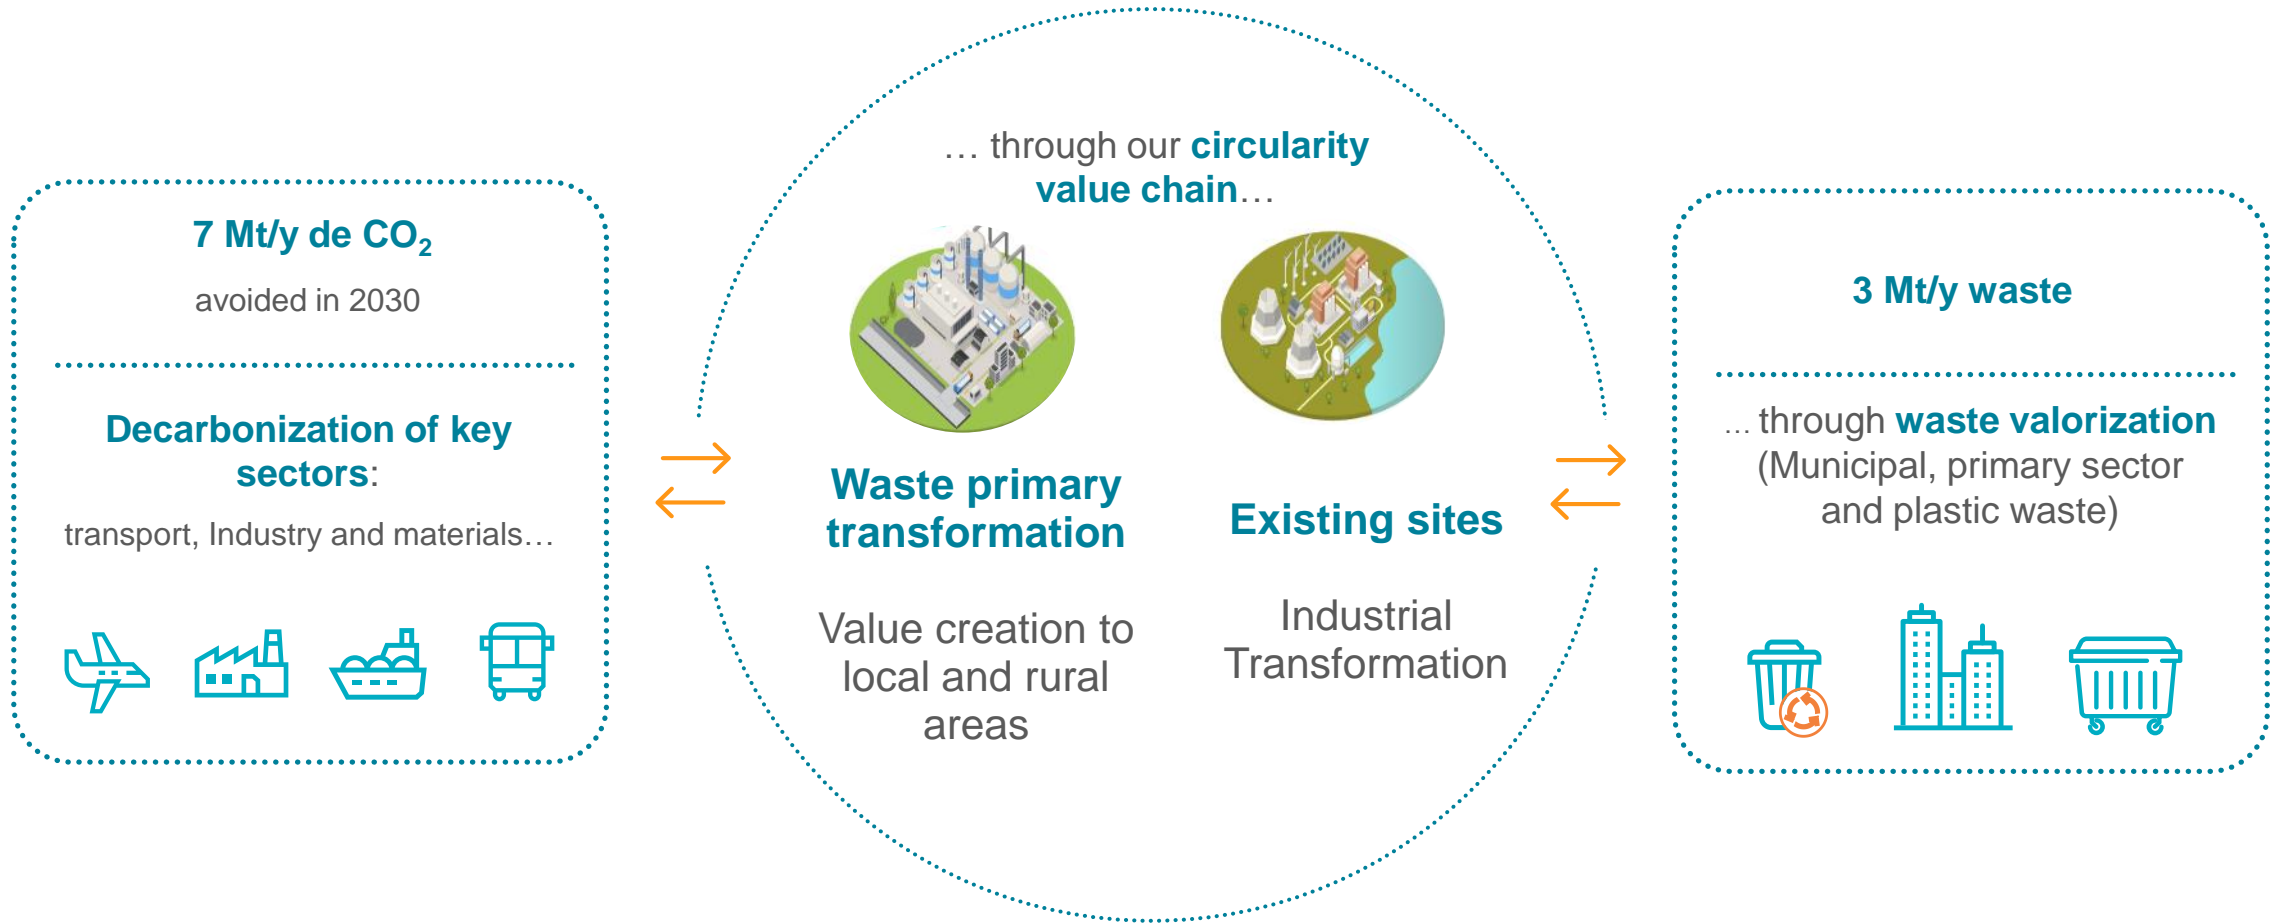 7 Mt/y de CO₂
avoided in 2030
Decarbonization of key
sectors:
transport, Industry and materials…
… through our circularity
value chain…
Waste primary
transformation
Value creation to
local and rural
areas
Existing sites
Industrial
Transformation
3 Mt/y waste
… through waste valorization
(Municipal, primary sector
and plastic waste)